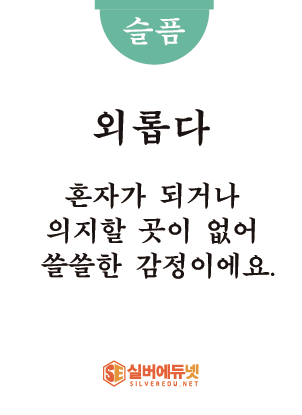 슬픔
외롭다
혼자가 되거나
의지할 곳이 없어
쓸쓸한 감정이에요.
SE 실버에듀넷
SILVEREDU.NET